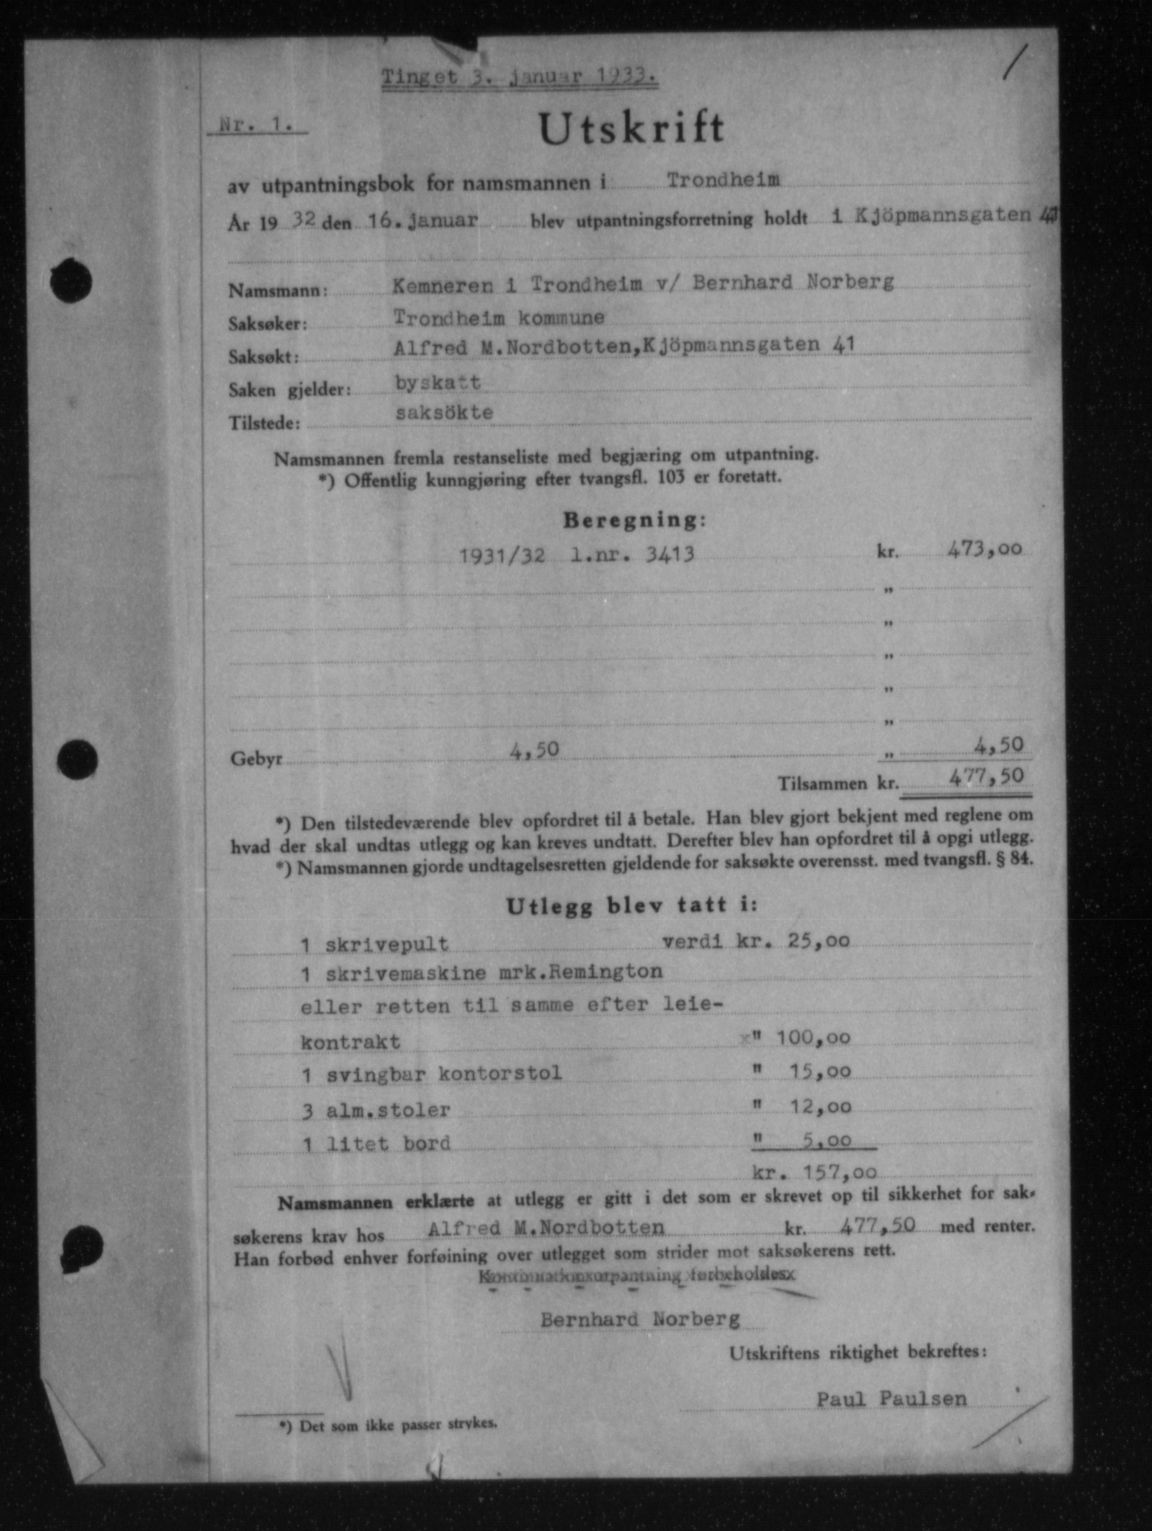 1
Tinget 3. januar 1933.
Nr. 1.
Utskrift
av utpantningsbok for namsmannen i Trondheim
År 19 32 den 16. januar blev utpantningsforretning holdt i Kjöpmannsgaten 41
Namsmann: Kemneren i Trondheim v/ Bernhard Norberg
Saksøker: Trondheim kommune
Saksøkt: Alfred M.Nordbotten,Kjöpmannsgaten 41
Saken gjelder: byskatt
Tilstede: saksökte
Namsmannen fremla restanseliste med begjæring om utpantning.
*) Offentlig kunngjøring efter tvangsfl. 103 er foretatt.
Beregning:
1931/32 l.nr. 3413 kr. 473,00
"
"
"
"
"
Gebyr 4,50 " 4,50
Tilsammen kr. 477,50
*) Den tilstedeværende blev opfordret til å betale. Han blev gjort bekjent med reglene om
hvad der skal undtas utlegg og kan kreves undtatt. Derefter blev han opfordret til å opgi utlegg.
*) Namsmannen gjorde undtagelsesretten gjeldende for saksøkte overensst. med tvangsfl. § 84.
Utlegg blev tatt i:
1 skrivepult verdi kr. 25,00
1 skrivemaskine mrk.Remington
eller retten til samme efter leie-
kontrakt " 100,00
1 svingbar kontorstol " 15,00
3 alm.stoler " 12,00
1 litet bord " 5,00
kr. 157,00
Namsmannen erklærte at utlegg er gitt i det som er skrevet op til sikkerhet for sak-
søkerens krav hos Alfred M.Nordbotten kr. 477,50 med renter.
Han forbød enhver forføining over utlegget som strider mot saksøkerens rett.
Kontinuationsutpantning forbeholdes
Bernhard Norberg
Utskriftens riktighet bekreftes:
Paul Paulsen
*) Det som ikke passer strykes.